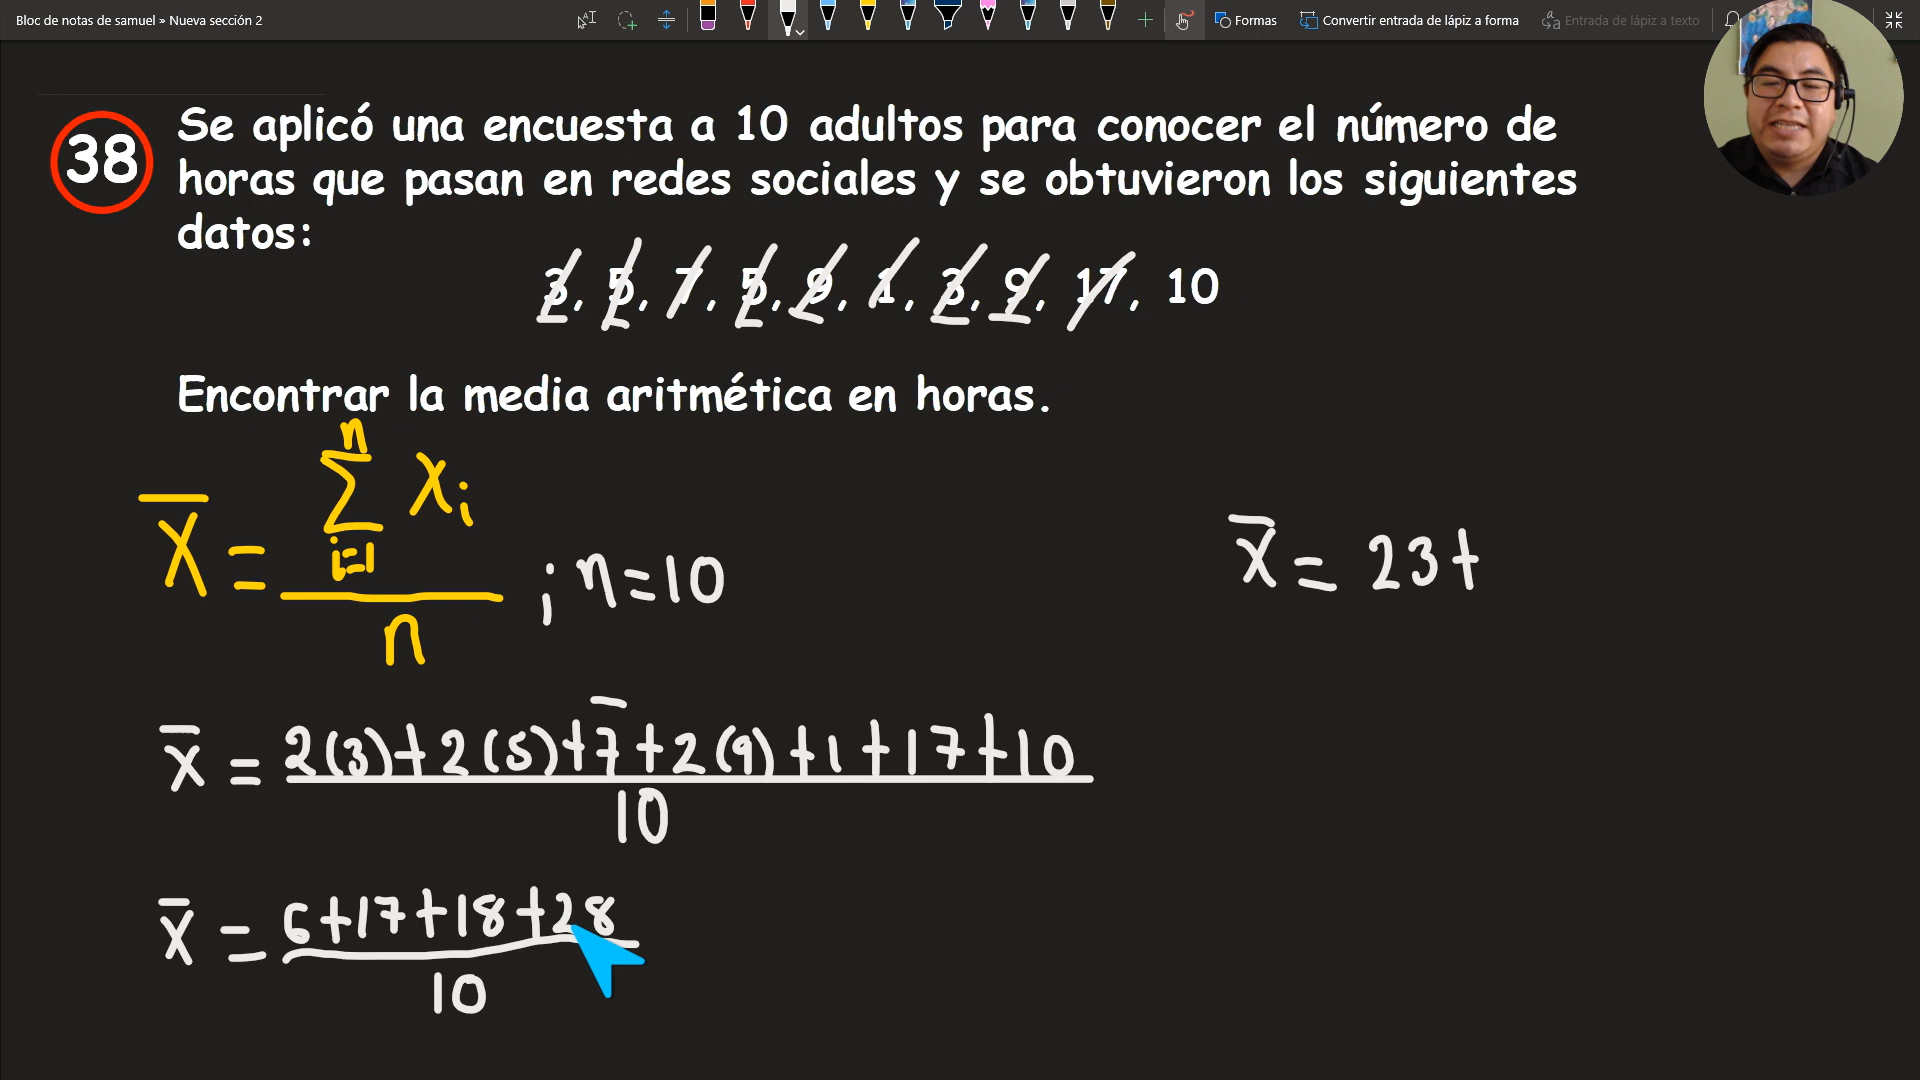 Bloc de notas de samuel » Nueva sección 2
Formas
Convertir entrada de lápiz a forma
Entrada de lápiz a texto
38
Se aplicó una encuesta a 10 adultos para conocer el número de
horas que pasan en redes sociales y se obtuvieron los siguientes
datos:
3, 5, 7, 5, 9, 1, 3, 9, 17, 10
Encontrar la media aritmética en horas.
X̅ = ∑ⁿᵢ₌₁ xᵢ / n ; n=10
x̅ = 23+
x̅ = 2(3)+2(5)+7+2(9)+1+17+10
10
x̅ = 6+17+18+28
10